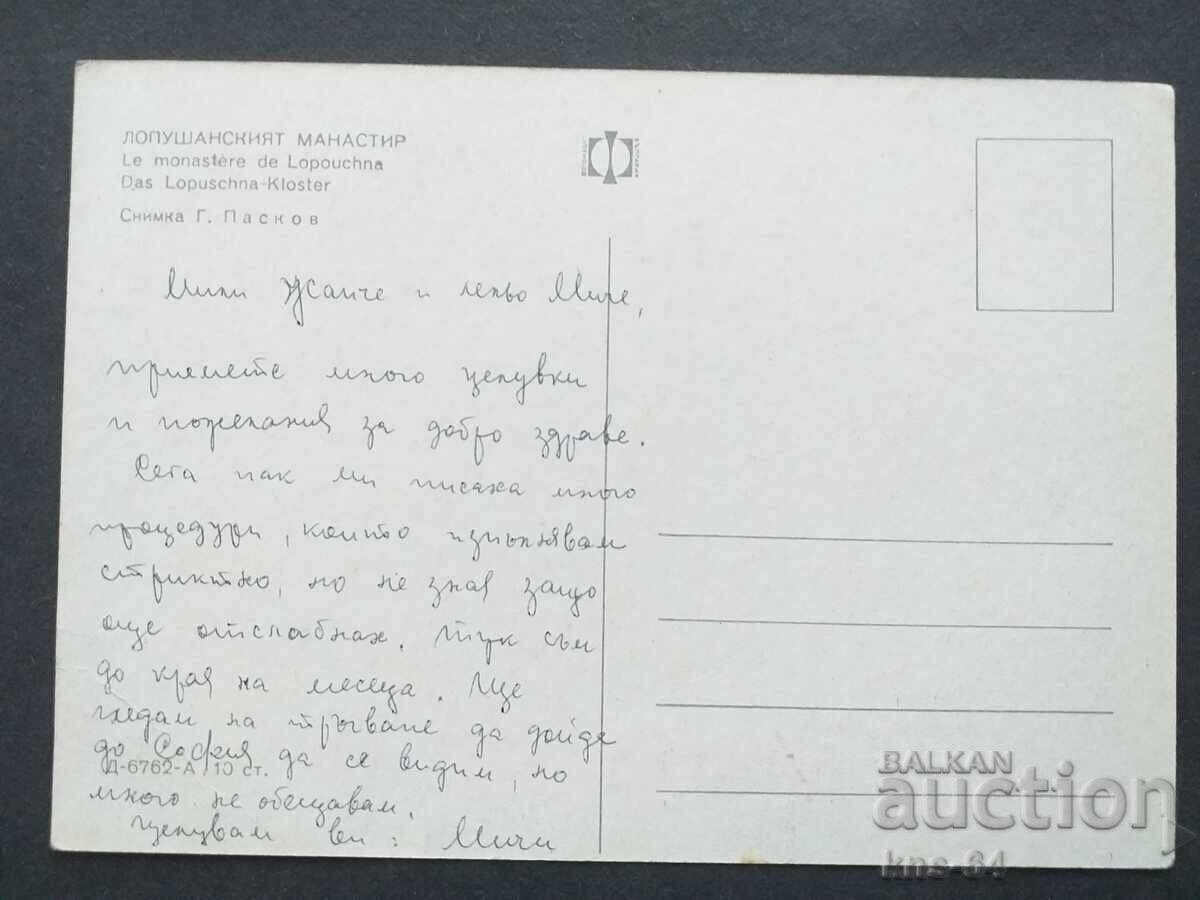 ЛОПУШАНСКИЯТ МАНАСТИР
Le monastère de Lopouchna
Das Lopuschna-Kloster
Снимка Г. Пасков
Мили Жанче и лельо Миче,
приемете много целувки
и пожелания за добро здраве.
Сега пак ми писаха много
процедури, които изпълнявам
стриктно, но не зная защо
още отслабнах. Тук съм
до края на месеца. Ще
гледам на тръгване да дойда
до София да се видим, но
Д-6762-А 10 ст.
много не обещавам.
Целувам ви: Мичи
BALKAN
auction
kns-64